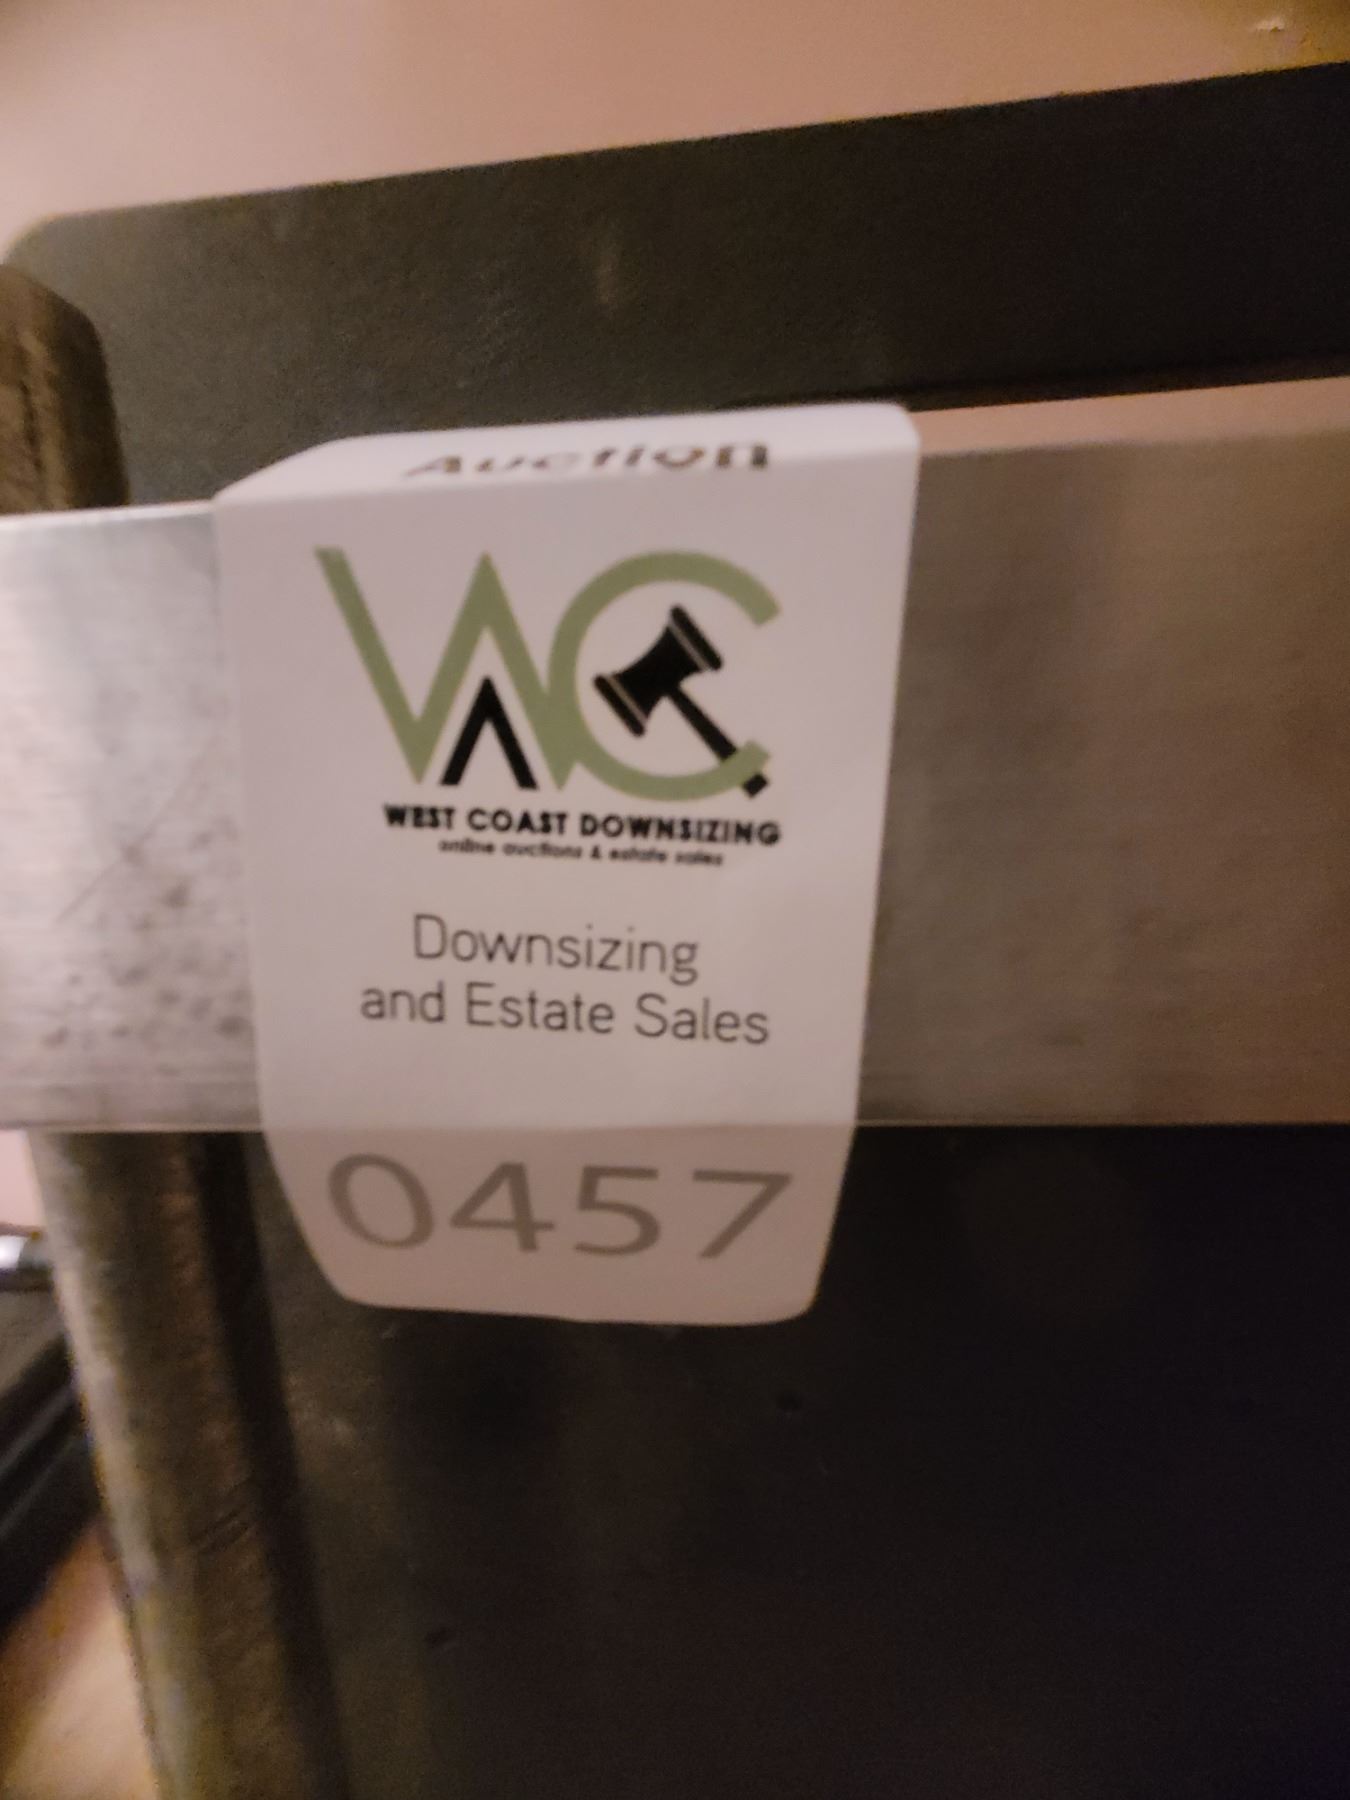 Auction
WC
WEST COAST DOWNSIZING
online auctions & estate sales
Downsizing
and Estate Sales
0457